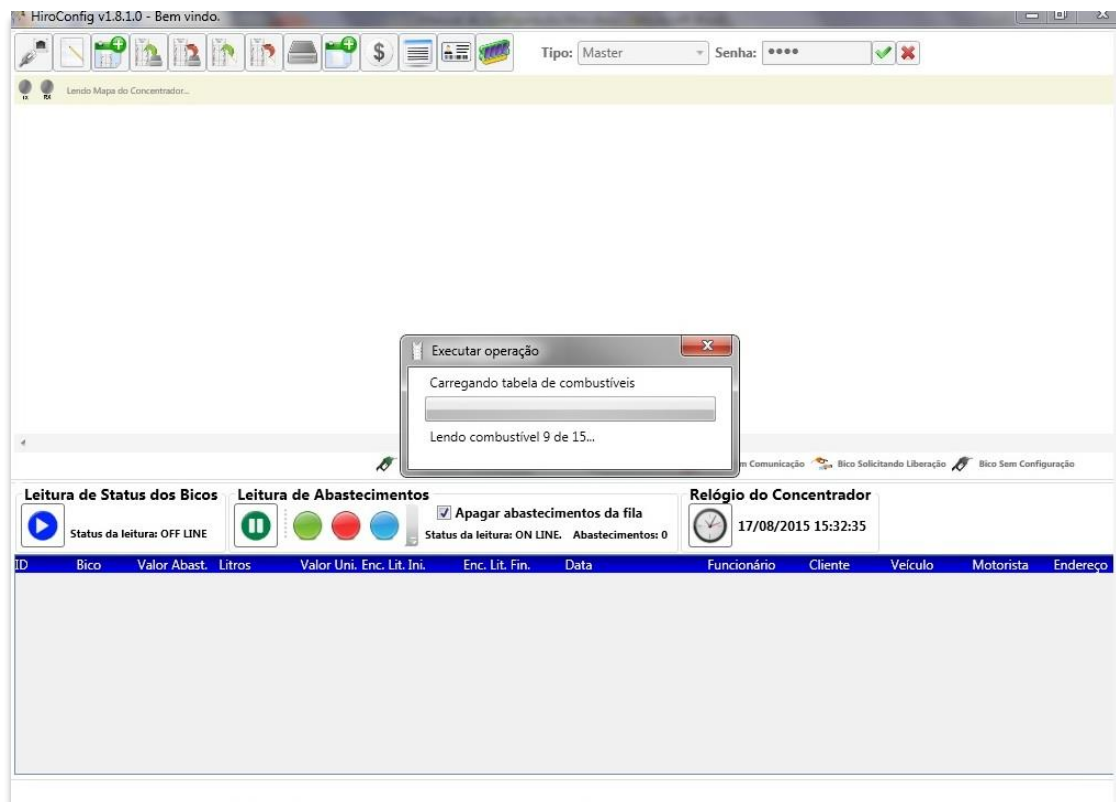 HiroConfig v1.8.1.0 - Bem vindo.
Tipo: Master Senha: ••••
TX RX Lendo Mapa do Concentrador...
Executar operação
Carregando tabela de combustíveis
Lendo combustível 9 de 15...
Comunicação Bico Solicitando Liberação Bico Sem Configuração
Leitura de Status dos Bicos Leitura de Abastecimentos Relógio do Concentrador
Apagar abastecimentos da fila
17/08/2015 15:32:35
Status da leitura: OFF LINE Status da leitura: ON LINE. Abastecimentos: 0
ID Bico Valor Abast. Litros Valor Uni. Enc. Lit. Ini. Enc. Lit. Fin. Data Funcionário Cliente Veículo Motorista Endereço